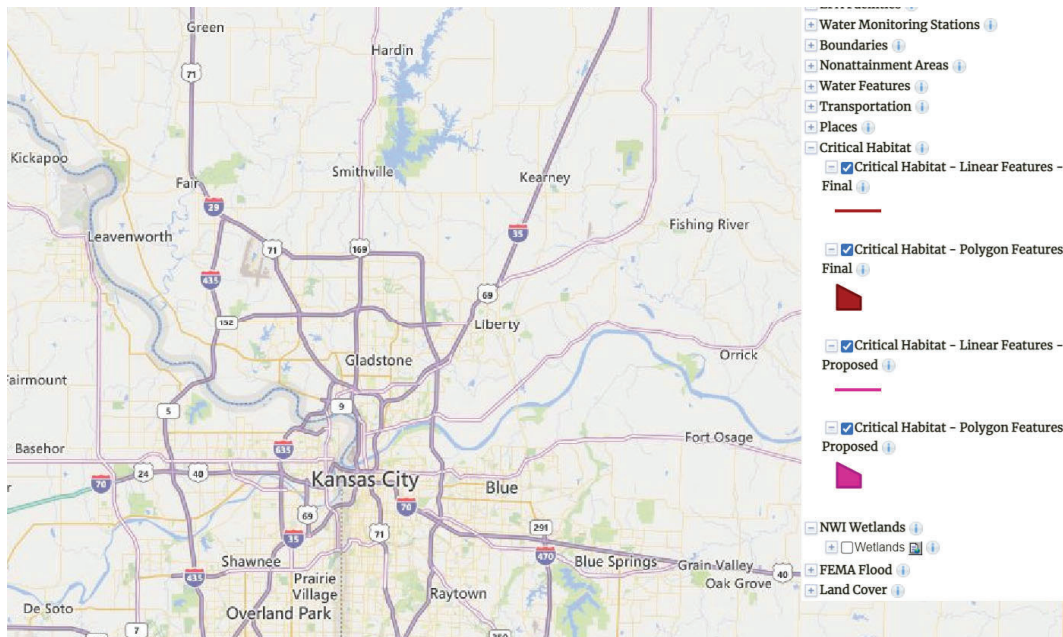 Green
Hardin
71
Kickapoo
Smithville
Kearney
Fair
29
Fishing River
Leavenworth
71
169
35
435
69
152
Liberty
Gladstone
Orrick
Fairmount
5
9
Basehor
635
Fort Osage
24
40
70
Kansas City
Blue
69
70
71
35
291
Shawnee
470
Blue Springs
Grain Valley
40
435
Prairie
Village
Raytown
Oak Grove
De Soto
Overland Park
7
Water Monitoring Stations
Boundaries
Nonattainment Areas
Water Features
Transportation
Places
Critical Habitat
Critical Habitat - Linear Features -
Final
Critical Habitat - Polygon Features
Final
Critical Habitat - Linear Features -
Proposed
Critical Habitat - Polygon Features
Proposed
NWI Wetlands
Wetlands
FEMA Flood
Land Cover